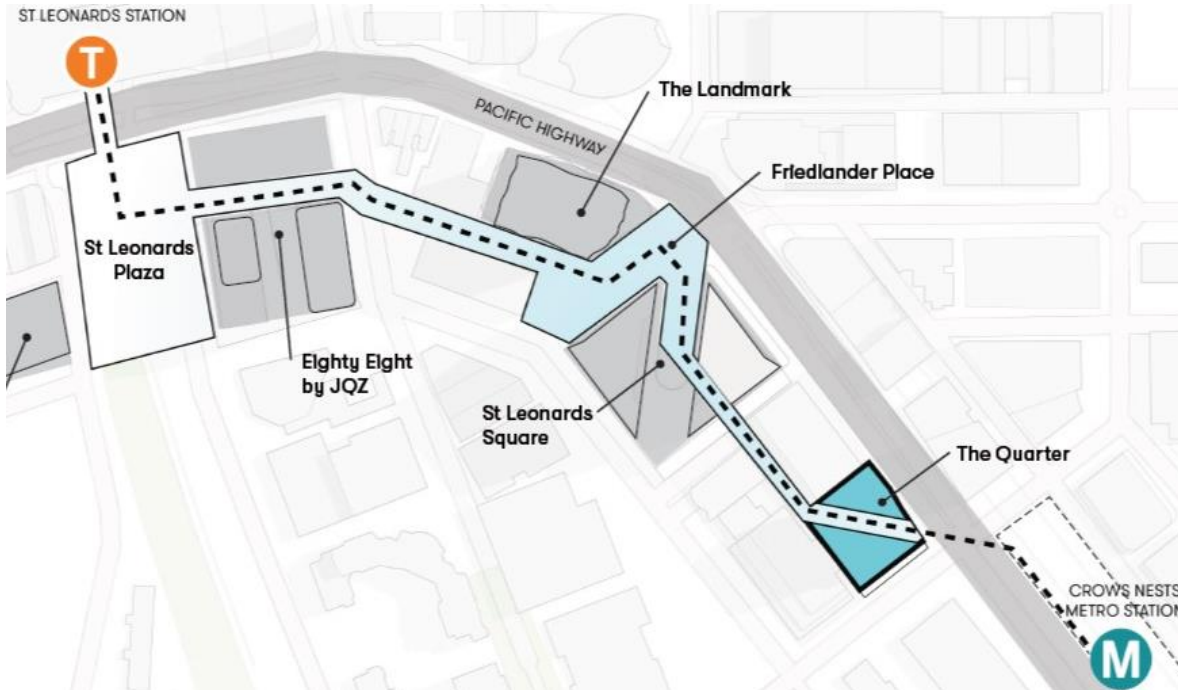 ST LEONARDS STATION
T
The Landmark
PACIFIC HIGHWAY
Friedlander Place
St Leonards
Plaza
Eighty Eight
by JQZ
St Leonards
Square
The Quarter
CROWS NESTS
METRO STATION
M